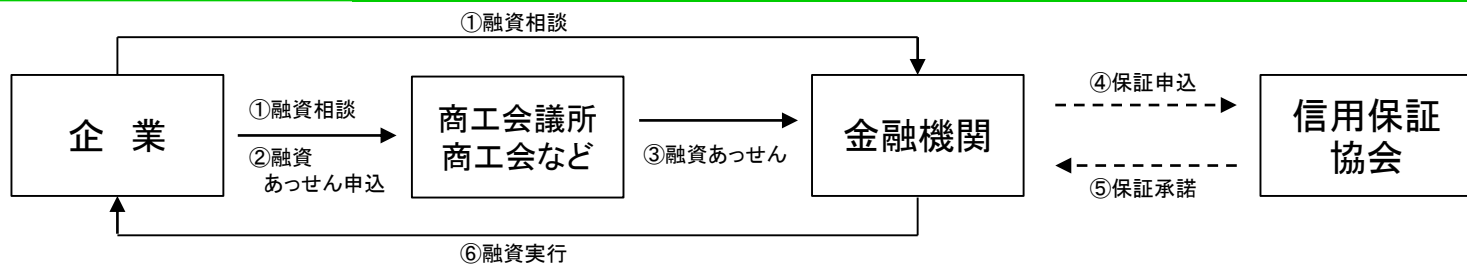 ①融資相談
企　業
①融資相談
②融資
あっせん申込
商工会議所
商工会など
③融資あっせん
金融機関
④保証申込
⑤保証承諾
信用保証
協会
⑥融資実行